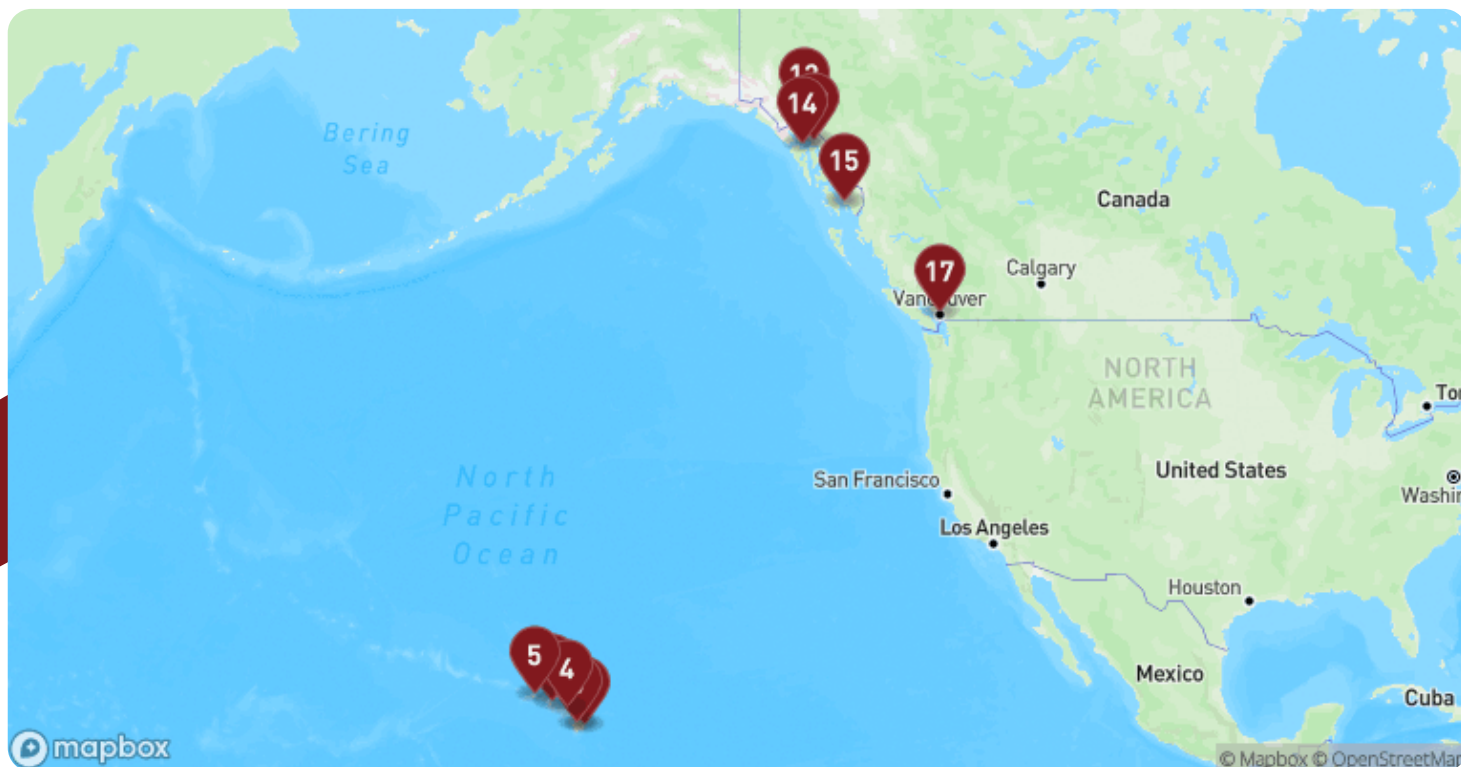 12
14
Bering
Sea
15
Canada
17
Calgary
Vancouver
NORTH
AMERICA
San Francisco
United States
North
Pacific
Ocean
Los Angeles
Houston
5
4
Mexico
Cuba
mapbox
© Mapbox © OpenStreetMap